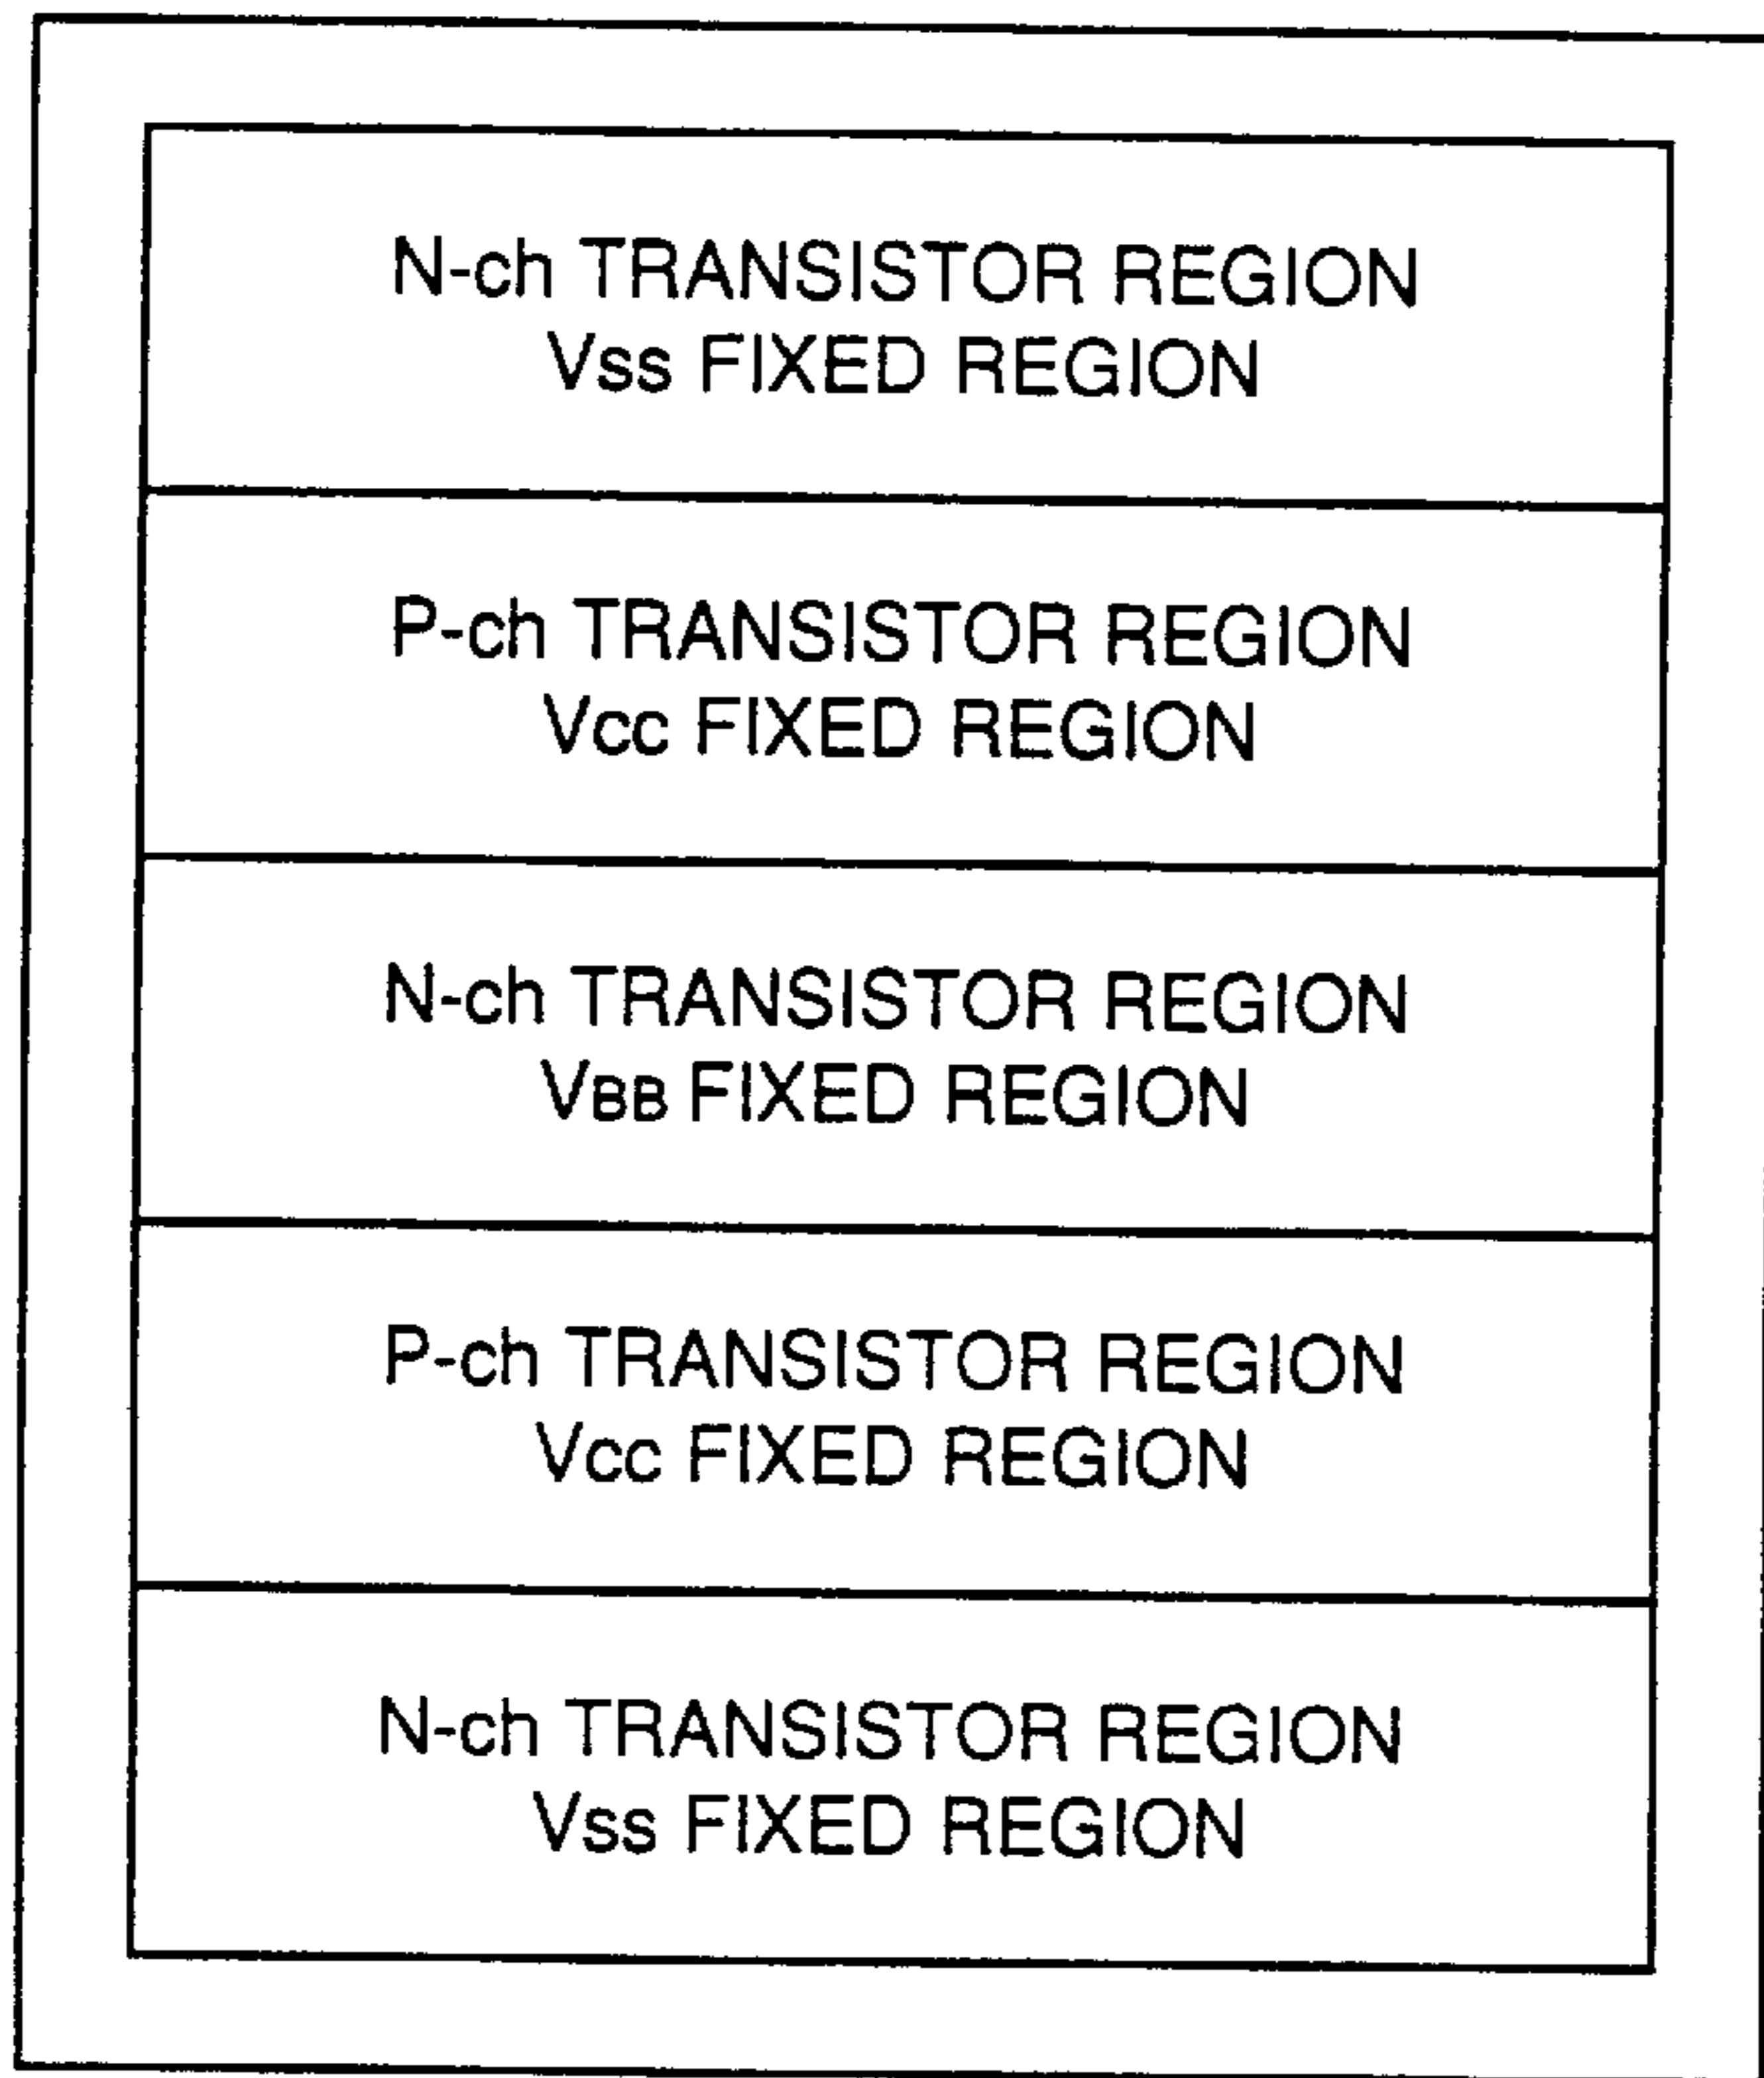 N-ch TRANSISTOR REGION
Vss FIXED REGION
P-ch TRANSISTOR REGION
Vcc FIXED REGION
N-ch TRANSISTOR REGION
VBB FIXED REGION
P-ch TRANSISTOR REGION
Vcc FIXED REGION
N-ch TRANSISTOR REGION
Vss FIXED REGION